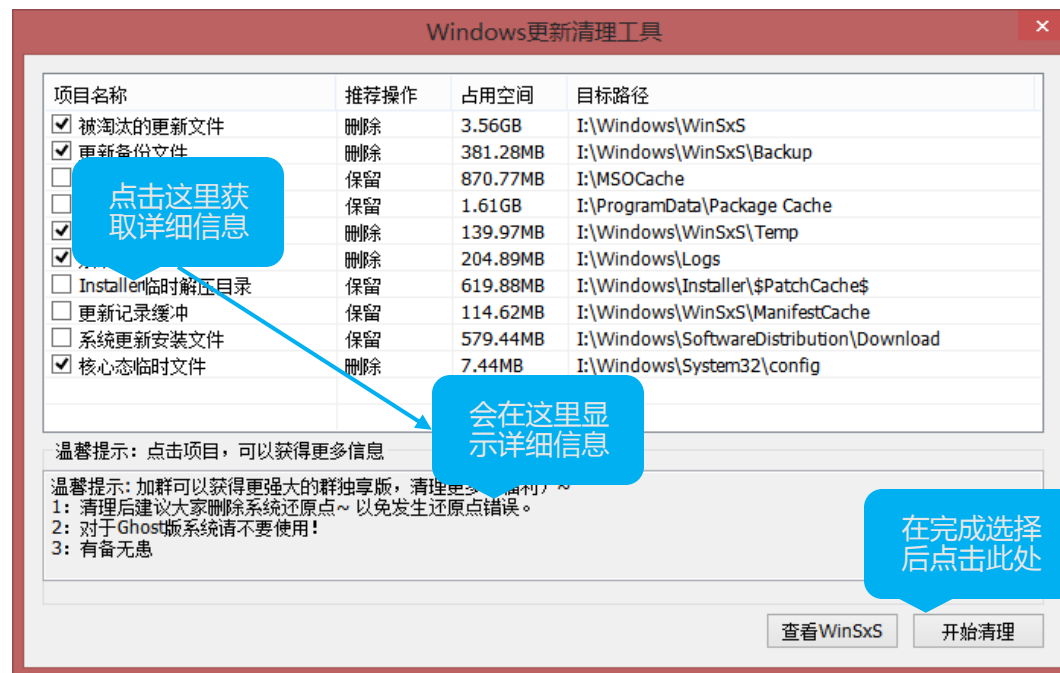 Windows更新清理工具
项目名称 推荐操作 占用空间 目标路径
被淘汰的更新文件 删除 3.56GB I:\Windows\WinSxS
更新备份文件 删除 381.28MB I:\Windows\WinSxS\Backup
保留 870.77MB I:\MSOCache
保留 1.61GB I:\ProgramData\Package Cache
删除 139.97MB I:\Windows\WinSxS\Temp
删除 204.89MB I:\Windows\Logs
Installer临时解压目录 保留 619.88MB I:\Windows\Installer\$PatchCache$
更新记录缓冲 保留 114.62MB I:\Windows\WinSxS\ManifestCache
系统更新安装文件 保留 579.44MB I:\Windows\SoftwareDistribution\Download
核心态临时文件 删除 7.44MB I:\Windows\System32\config
点击这里获
取详细信息
会在这里显
示详细信息
温馨提示：点击项目，可以获得更多信息
温馨提示: 加群可以获得更强大的群独享版，清理更多
1: 清理后建议大家删除系统还原点~ 以免发生还原点错误。
2: 对于Ghost版系统请不要使用!
3: 有备无患
在完成选择
后点击此处
查看WinSxS 开始清理